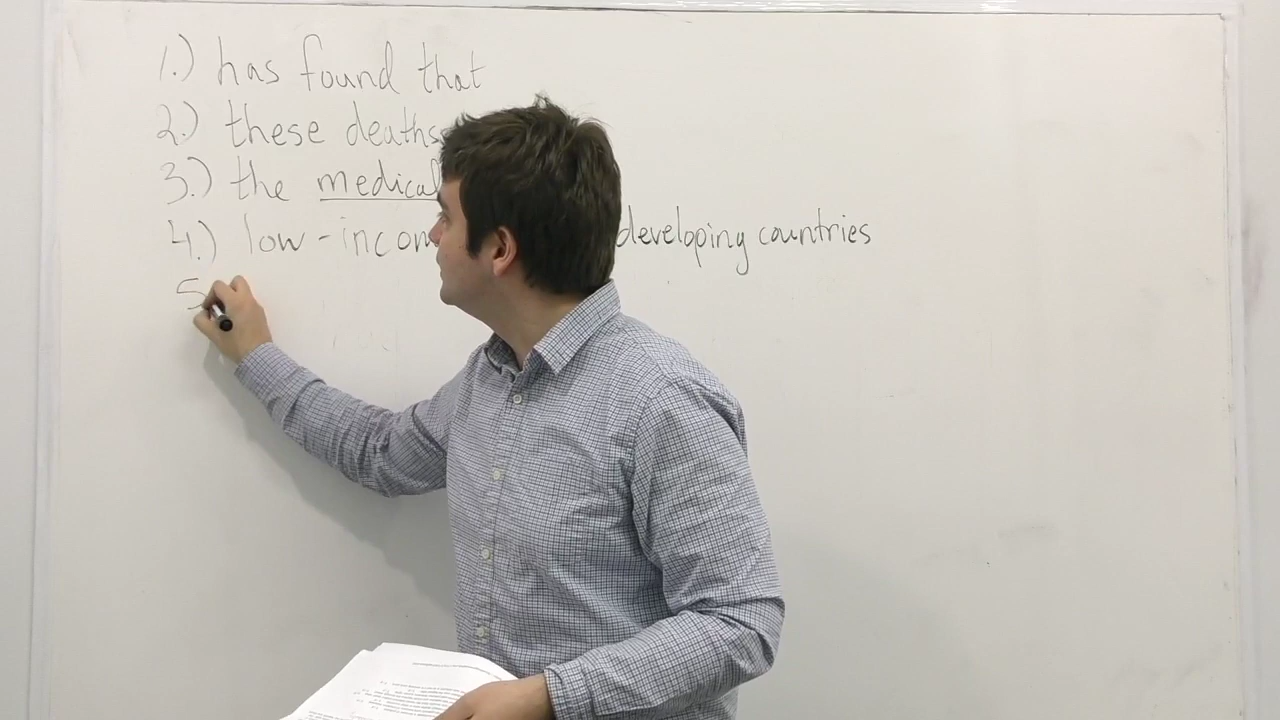 1.) has found that
2.) these deaths
3.) the medical
4.) low-incom developing countries
5